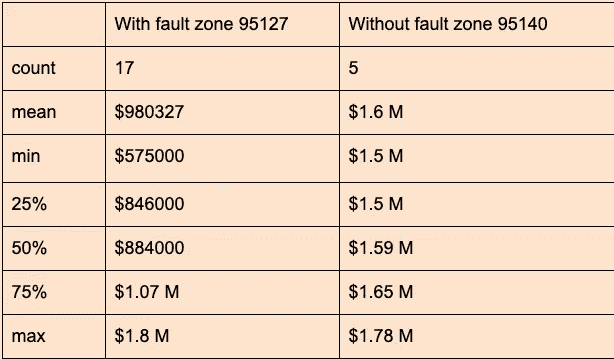 With fault zone 95127 Without fault zone 95140
count 17 5
mean $980327 $1.6 M
min $575000 $1.5 M
25% $846000 $1.5 M
50% $884000 $1.59 M
75% $1.07 M $1.65 M
max $1.8 M $1.78 M